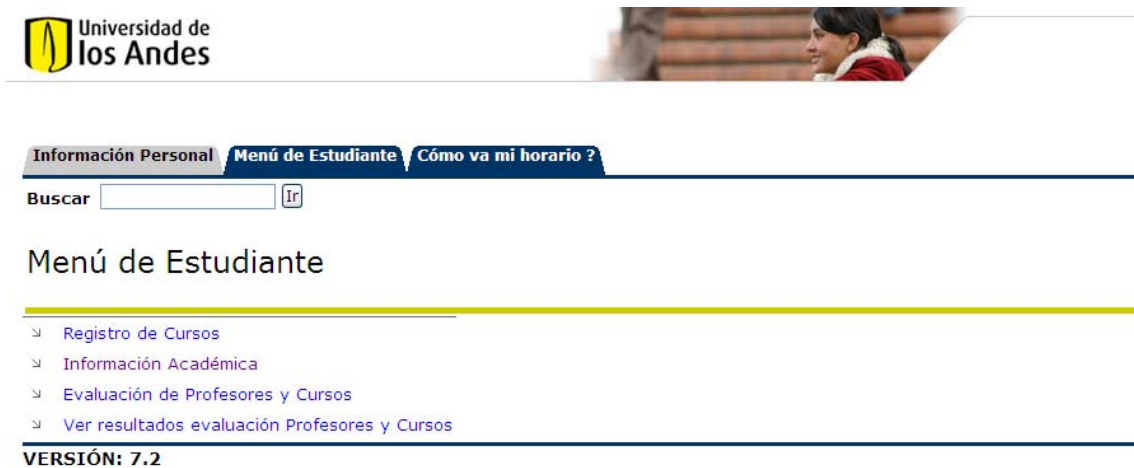 Universidad de
los Andes
Información Personal Menú de Estudiante Cómo va mi horario ?
Buscar Ir
Menú de Estudiante
Registro de Cursos
Información Académica
Evaluación de Profesores y Cursos
Ver resultados evaluación Profesores y Cursos
VERSIÓN: 7.2